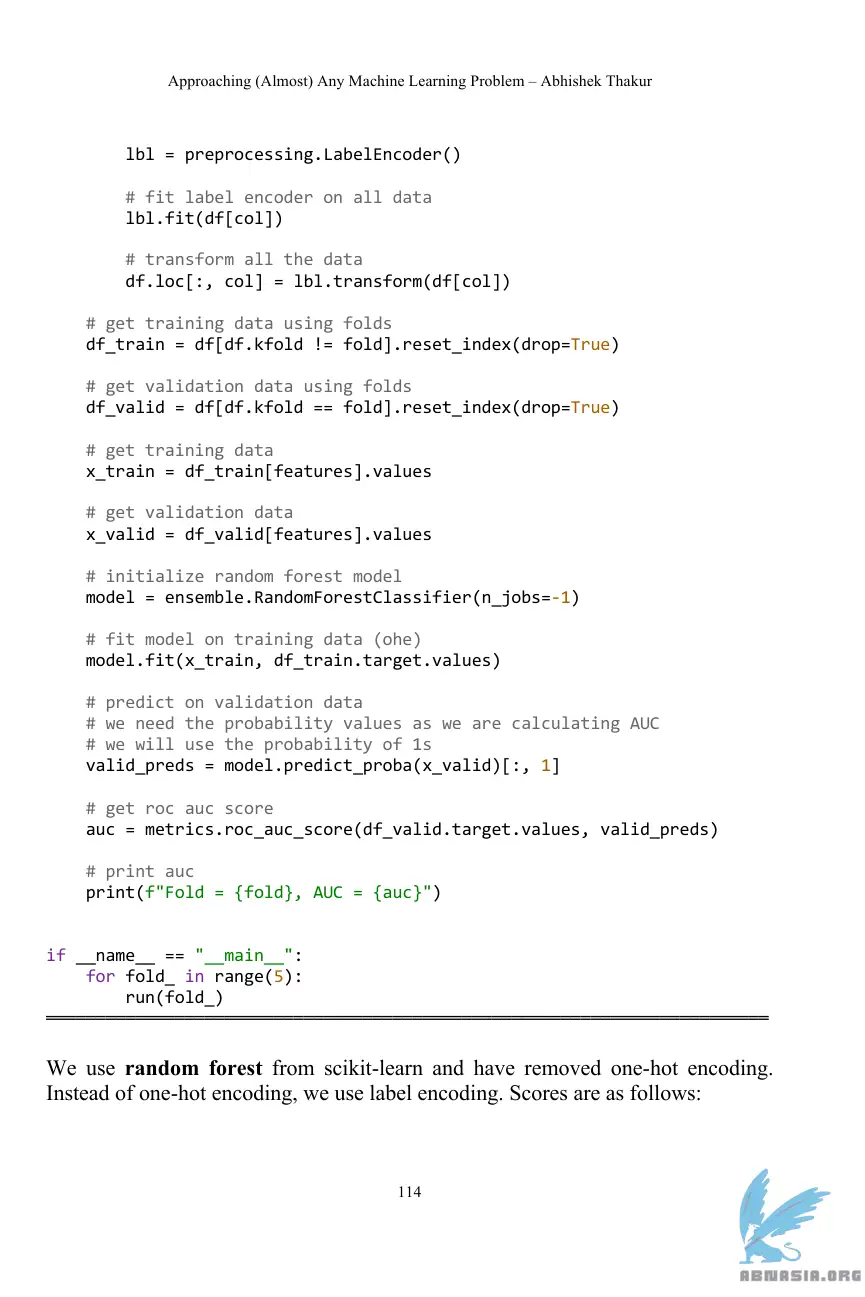 Approaching (Almost) Any Machine Learning Problem – Abhishek Thakur
        lbl = preprocessing.LabelEncoder()
        # fit label encoder on all data
        lbl.fit(df[col])
        # transform all the data
        df.loc[:, col] = lbl.transform(df[col])
    # get training data using folds
    df_train = df[df.kfold != fold].reset_index(drop=True)
    # get validation data using folds
    df_valid = df[df.kfold == fold].reset_index(drop=True)
    # get training data
    x_train = df_train[features].values
    # get validation data
    x_valid = df_valid[features].values
    # initialize random forest model
    model = ensemble.RandomForestClassifier(n_jobs=-1)
    # fit model on training data (ohe)
    model.fit(x_train, df_train.target.values)
    # predict on validation data
    # we need the probability values as we are calculating AUC
    # we will use the probability of 1s
    valid_preds = model.predict_proba(x_valid)[:, 1]
    # get roc auc score
    auc = metrics.roc_auc_score(df_valid.target.values, valid_preds)
    # print auc
    print(f"Fold = {fold}, AUC = {auc}")
if __name__ == "__main__":
    for fold_ in range(5):
        run(fold_)
We use random forest from scikit-learn and have removed one-hot encoding.
Instead of one-hot encoding, we use label encoding. Scores are as follows:
114
ABNASIA.ORG